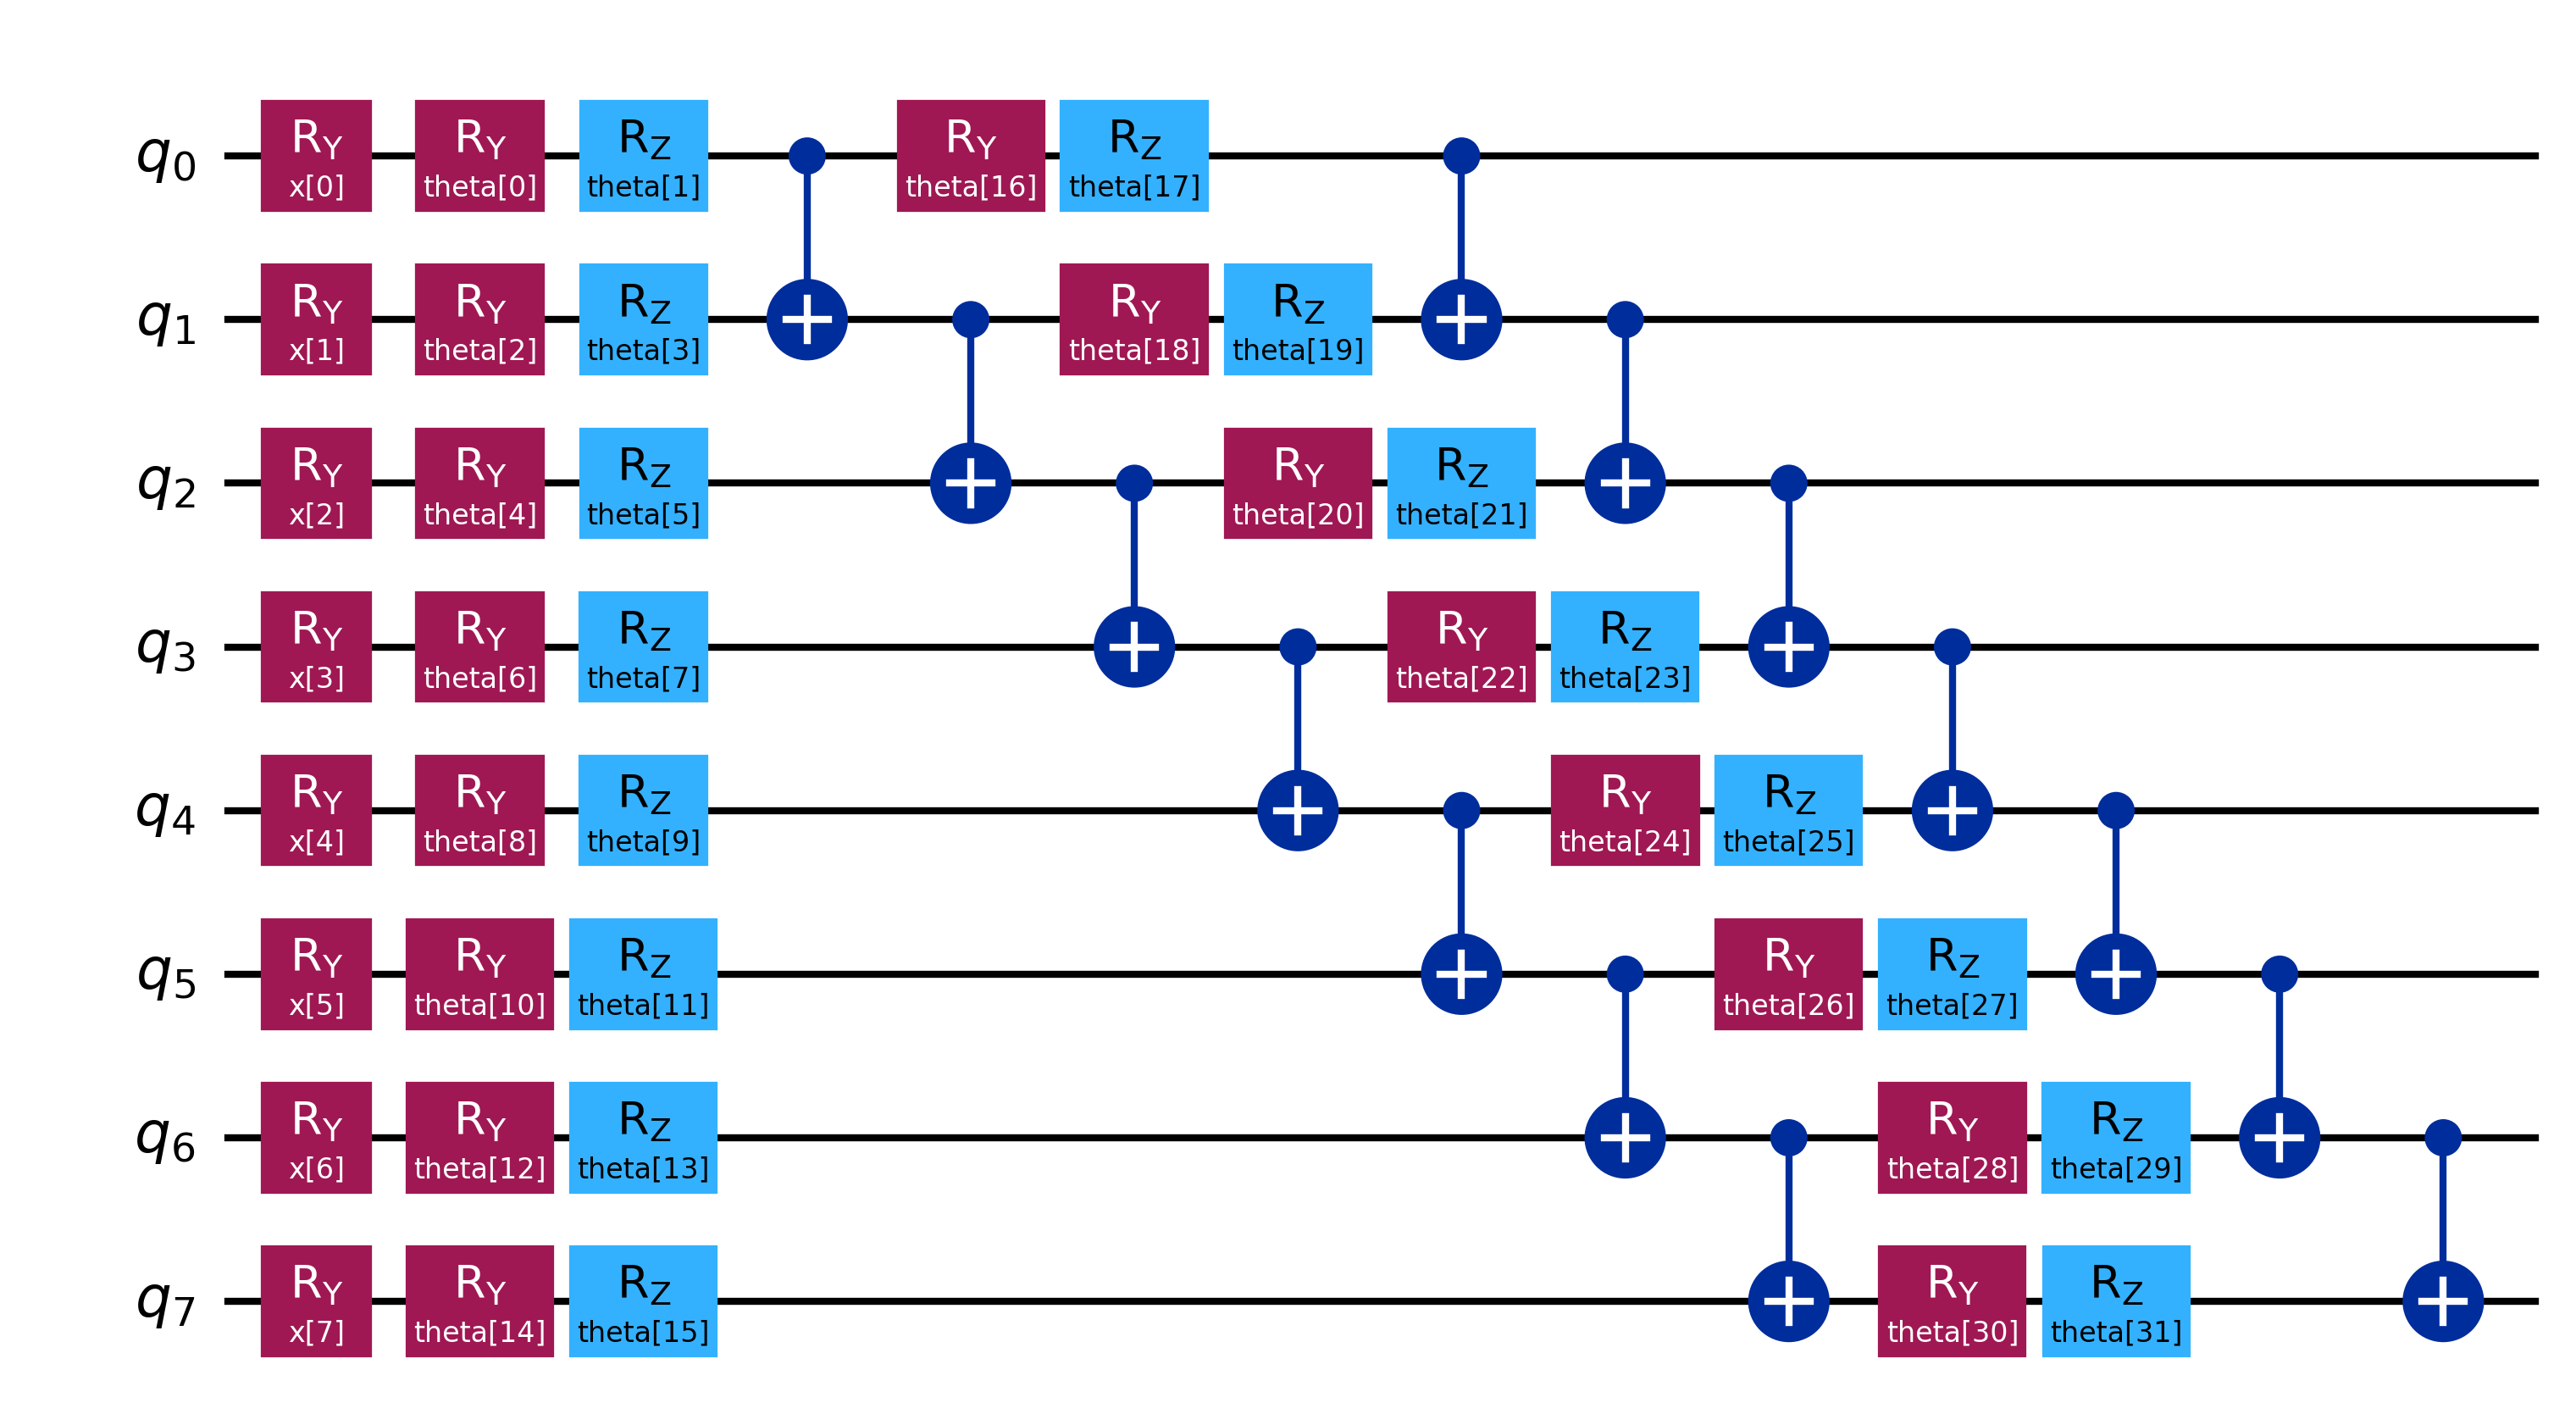 q0 RY RY RZ RY RZ
x[0] theta[0] theta[1] theta[16] theta[17]
q1 RY RY RZ RY RZ
x[1] theta[2] theta[3] theta[18] theta[19]
q2 RY RY RZ RY RZ
x[2] theta[4] theta[5] theta[20] theta[21]
q3 RY RY RZ RY RZ
x[3] theta[6] theta[7] theta[22] theta[23]
q4 RY RY RZ RY RZ
x[4] theta[8] theta[9] theta[24] theta[25]
q5 RY RY RZ RY RZ
x[5] theta[10] theta[11] theta[26] theta[27]
q6 RY RY RZ RY RZ
x[6] theta[12] theta[13] theta[28] theta[29]
q7 RY RY RZ RY RZ
x[7] theta[14] theta[15] theta[30] theta[31]